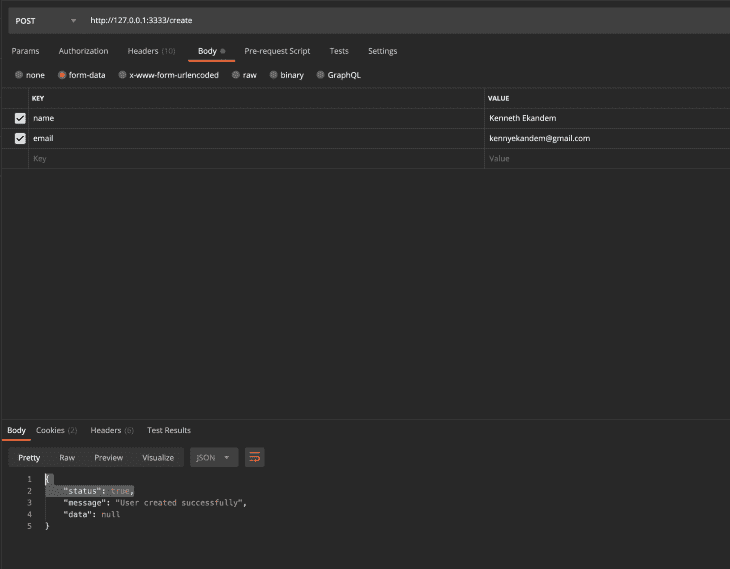 POST http://127.0.0.1:3333/create
Params Authorization Headers (10) Body Pre-request Script Tests Settings
none form-data x-www-form-urlencoded raw binary GraphQL
KEY VALUE
name Kenneth Ekandem
email kennyekandem@gmail.com
Key Value
Body Cookies (2) Headers (6) Test Results
Pretty Raw Preview Visualize JSON
1 {
2 "status": true,
3 "message": "User created successfully",
4 "data": null
5 }